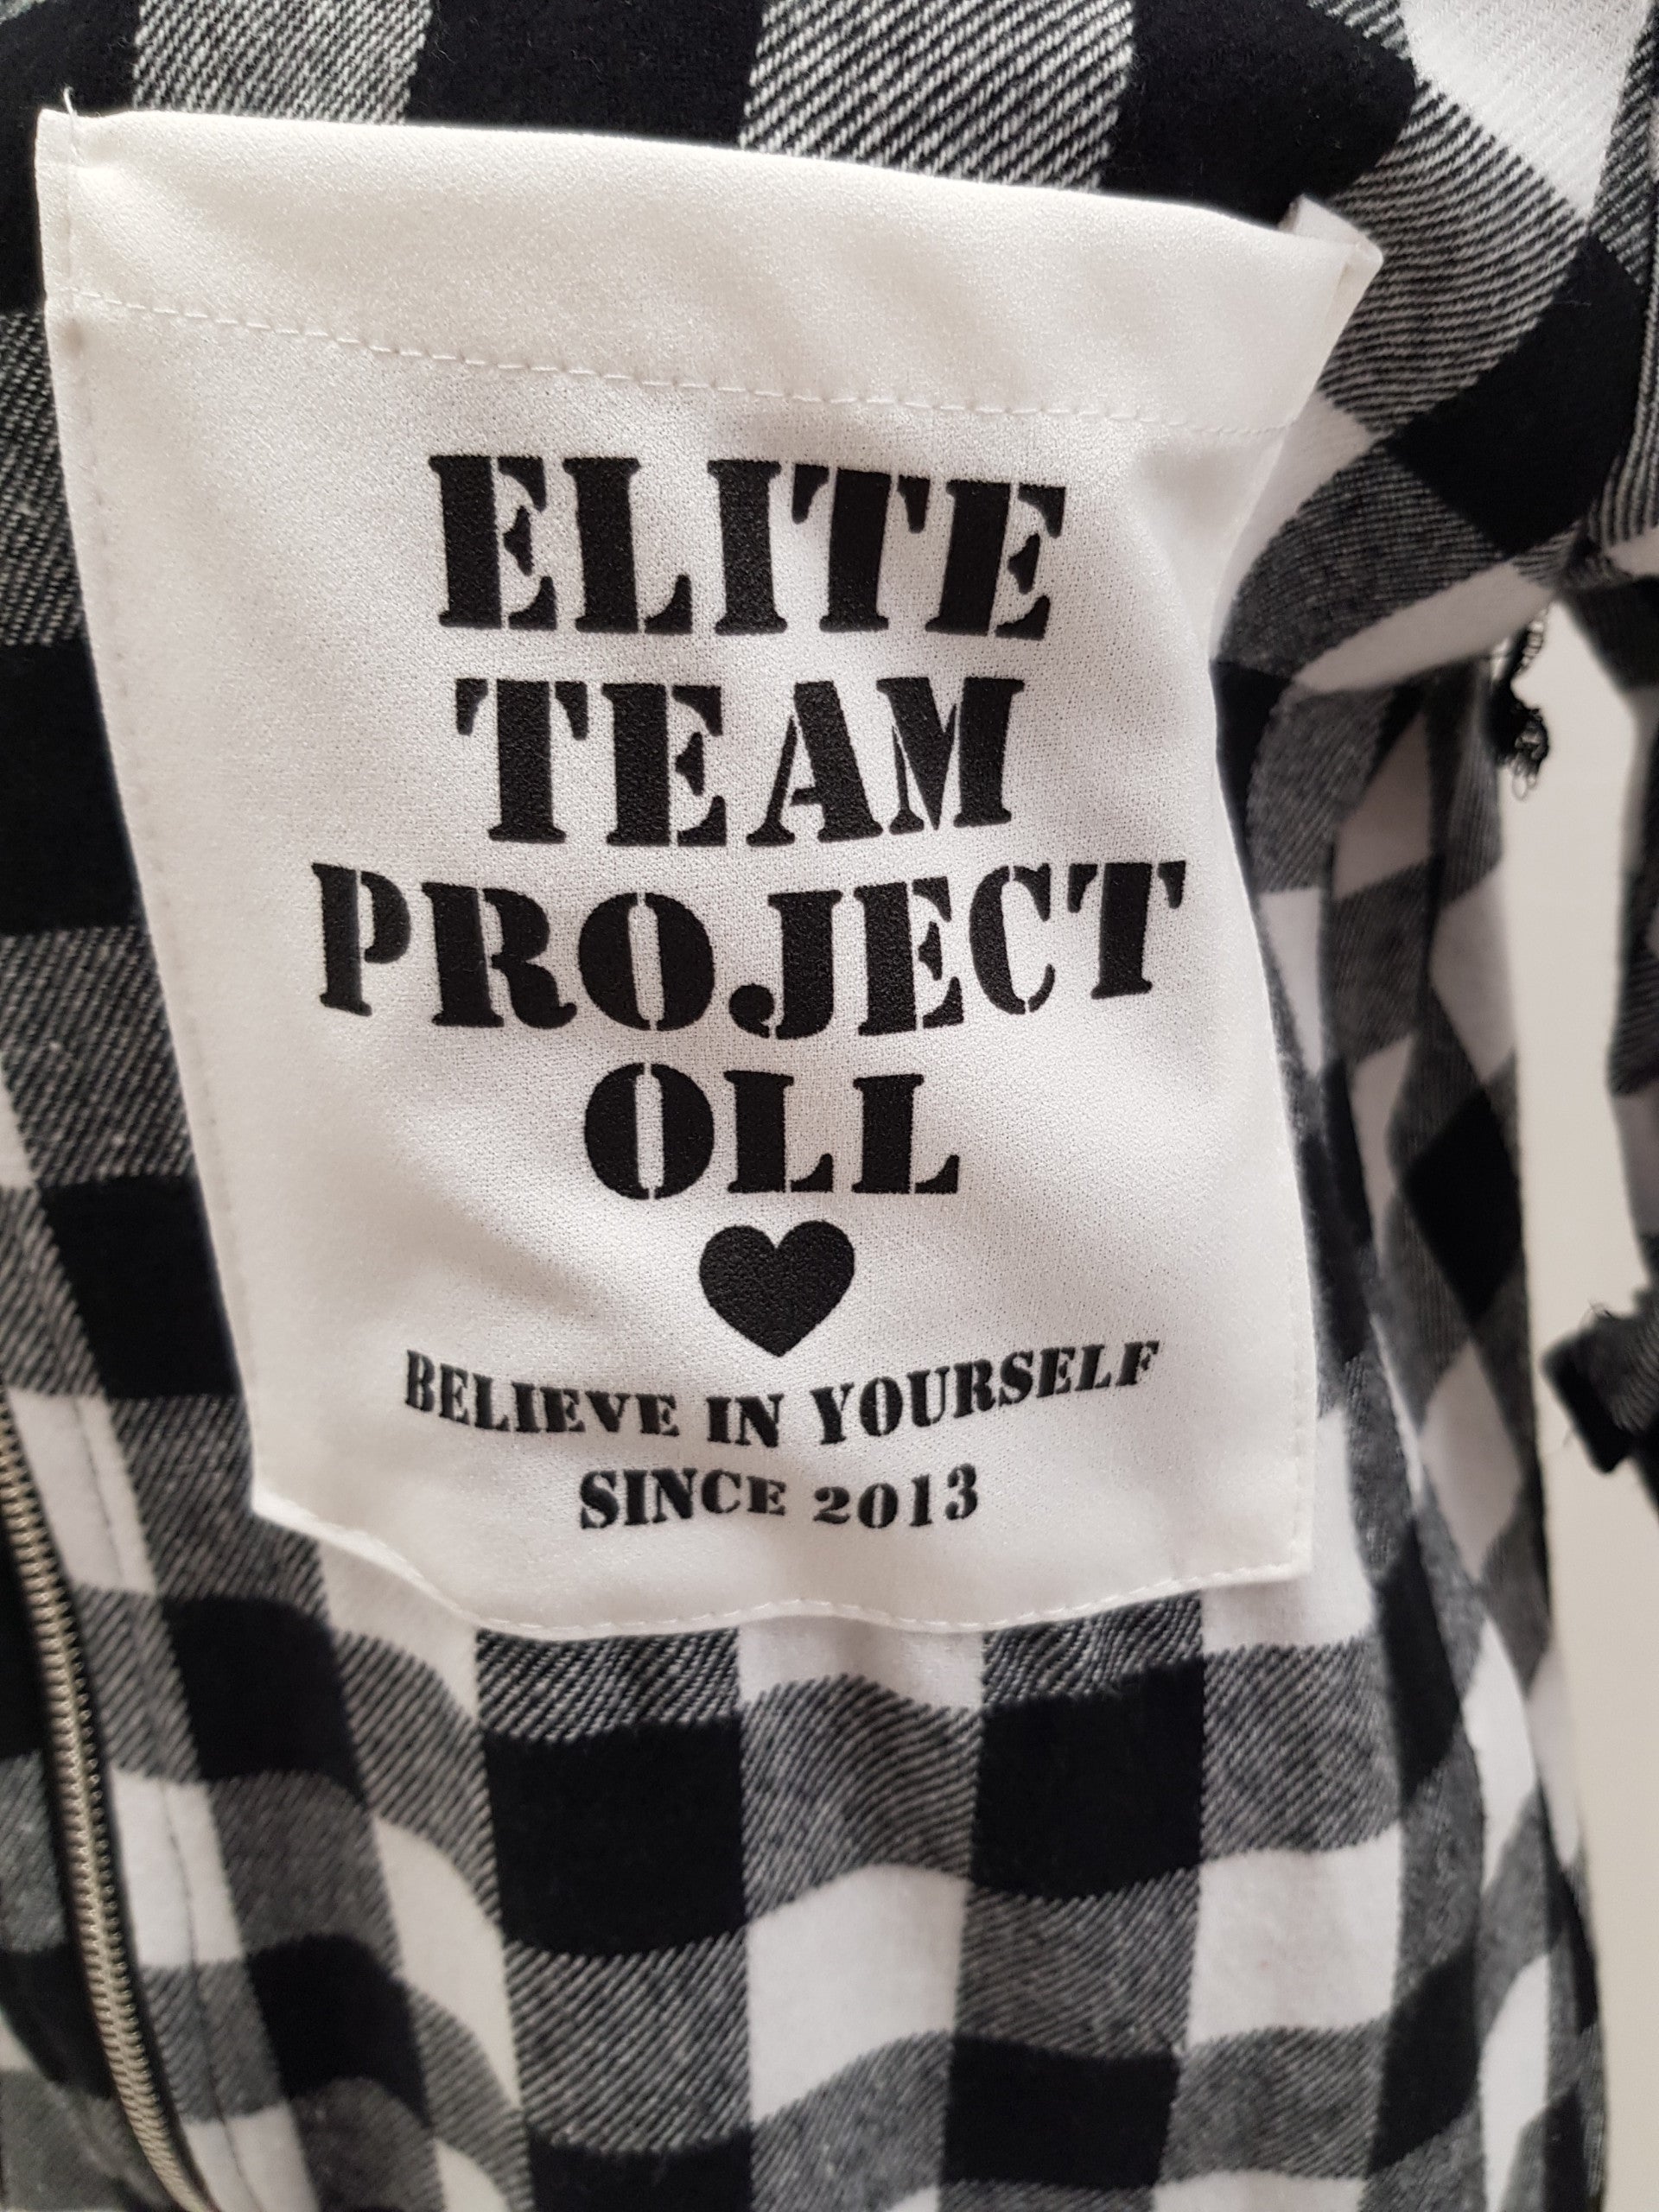 ELITE
TEAM
PROJECT
OLL
BELIEVE IN YOURSELF
SINCE 2013